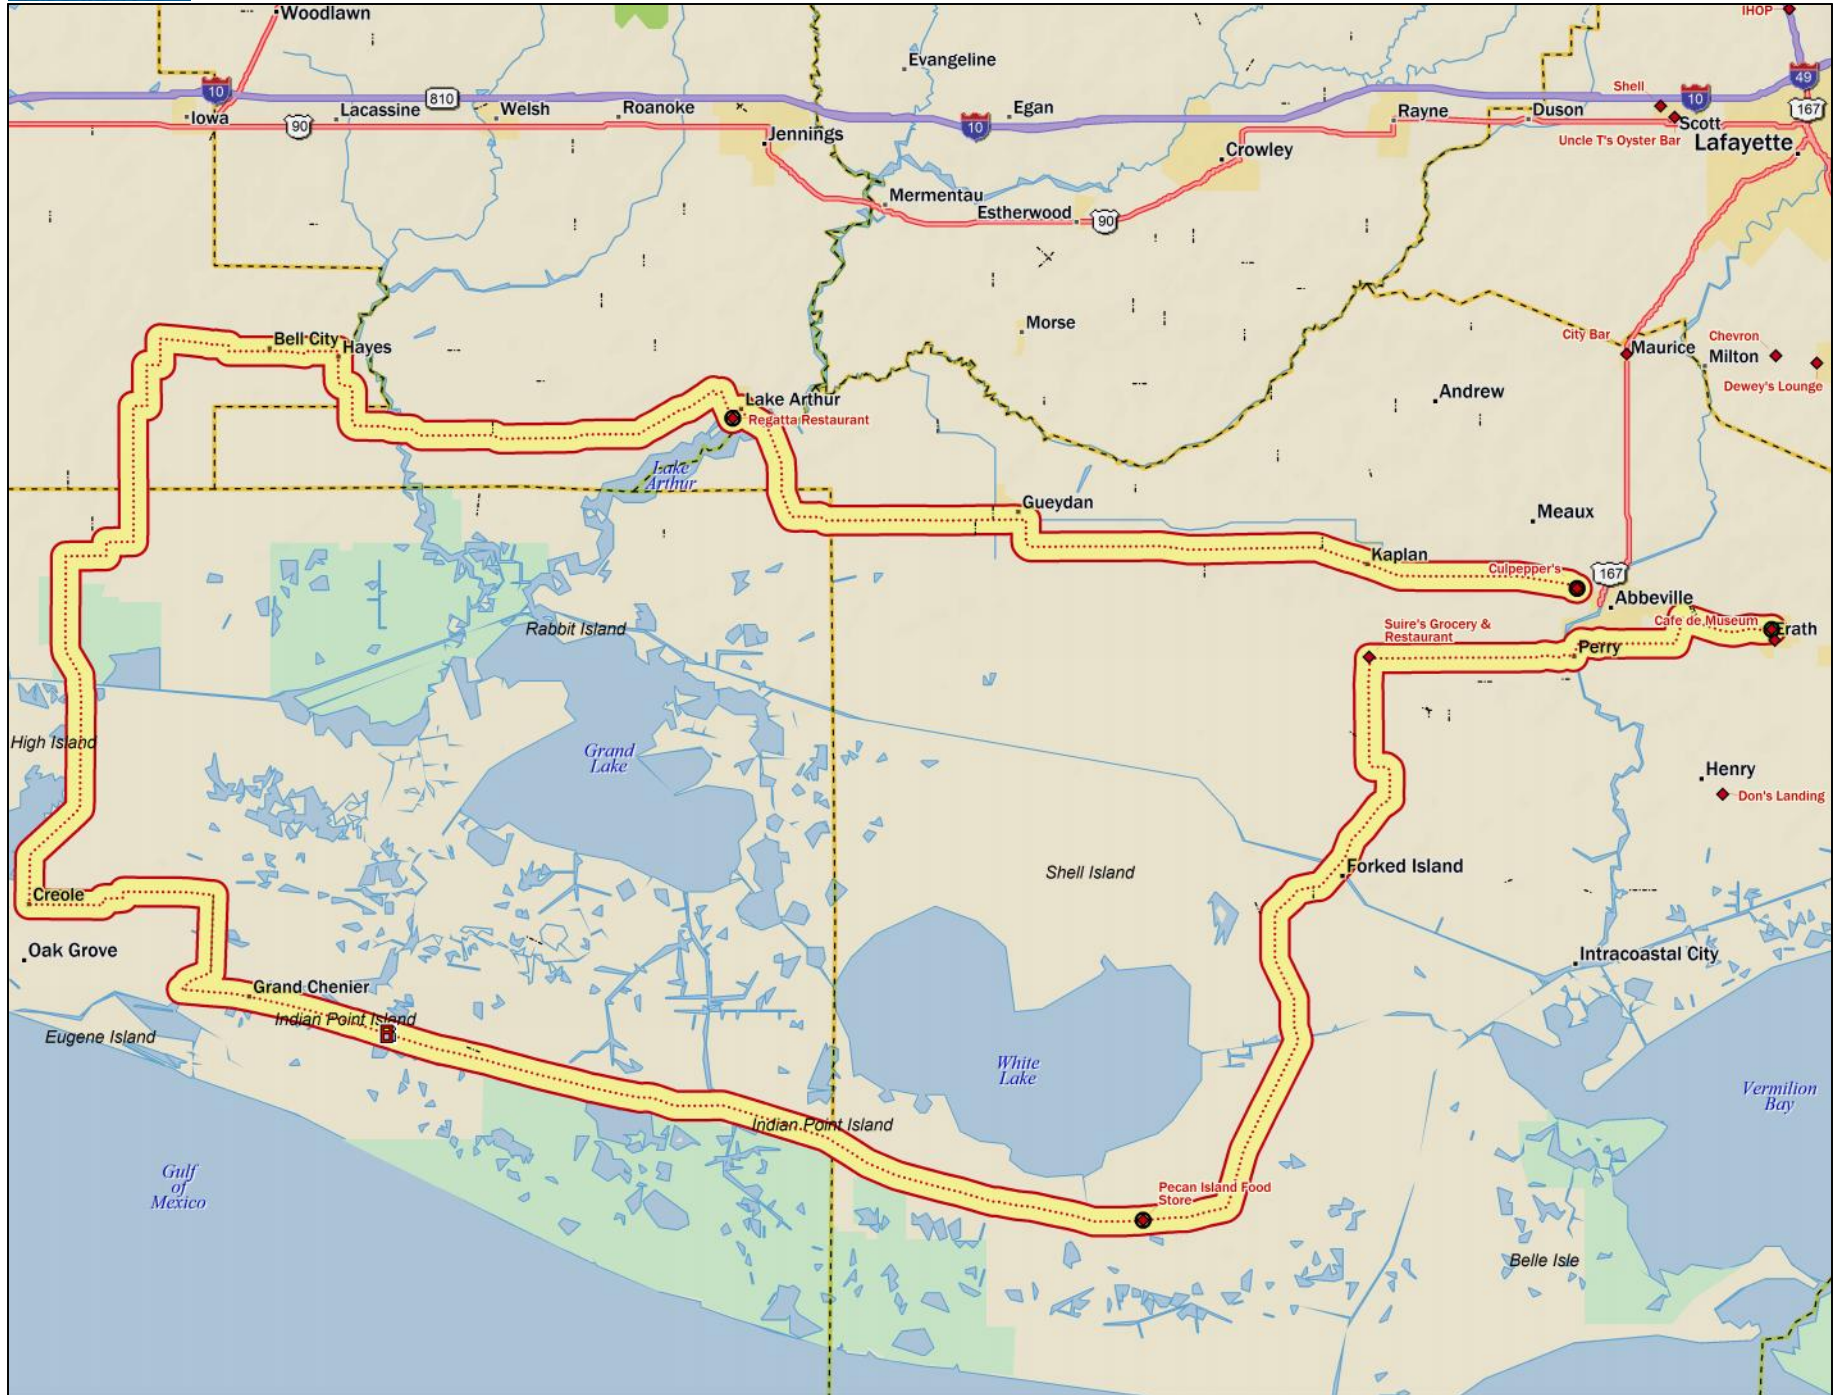 Woodlawn
IHOP
Evangeline
49
10
Iowa
Lacassine
810
Welsh
Roanoke
Egan
10
Shell
10
167
90
Jennings
Rayne
Duson
Scott
Uncle T's Oyster Bar
Lafayette
Crowley
Mermentau
Estherwood
90
Morse
City Bar
Maurice
Chevron
Milton
Dewey's Lounge
Bell City
Hayes
Andrew
Lake Arthur
Regatta Restaurant
Lake
Arthur
Gueydan
Meaux
Kaplan
Culpepper's
167
Abbeville
Cafe de Museum
Erath
Suire's Grocery &
Restaurant
Perry
Rabbit Island
High Island
Grand
Lake
Henry
Don's Landing
Forked Island
Shell Island
Creole
Oak Grove
Intracoastal City
Grand Chenier
Indian Point Island
B
Eugene Island
White
Lake
Vermilion
Bay
Indian Point Island
Gulf
of
Mexico
Pecan Island Food
Store
Belle Isle